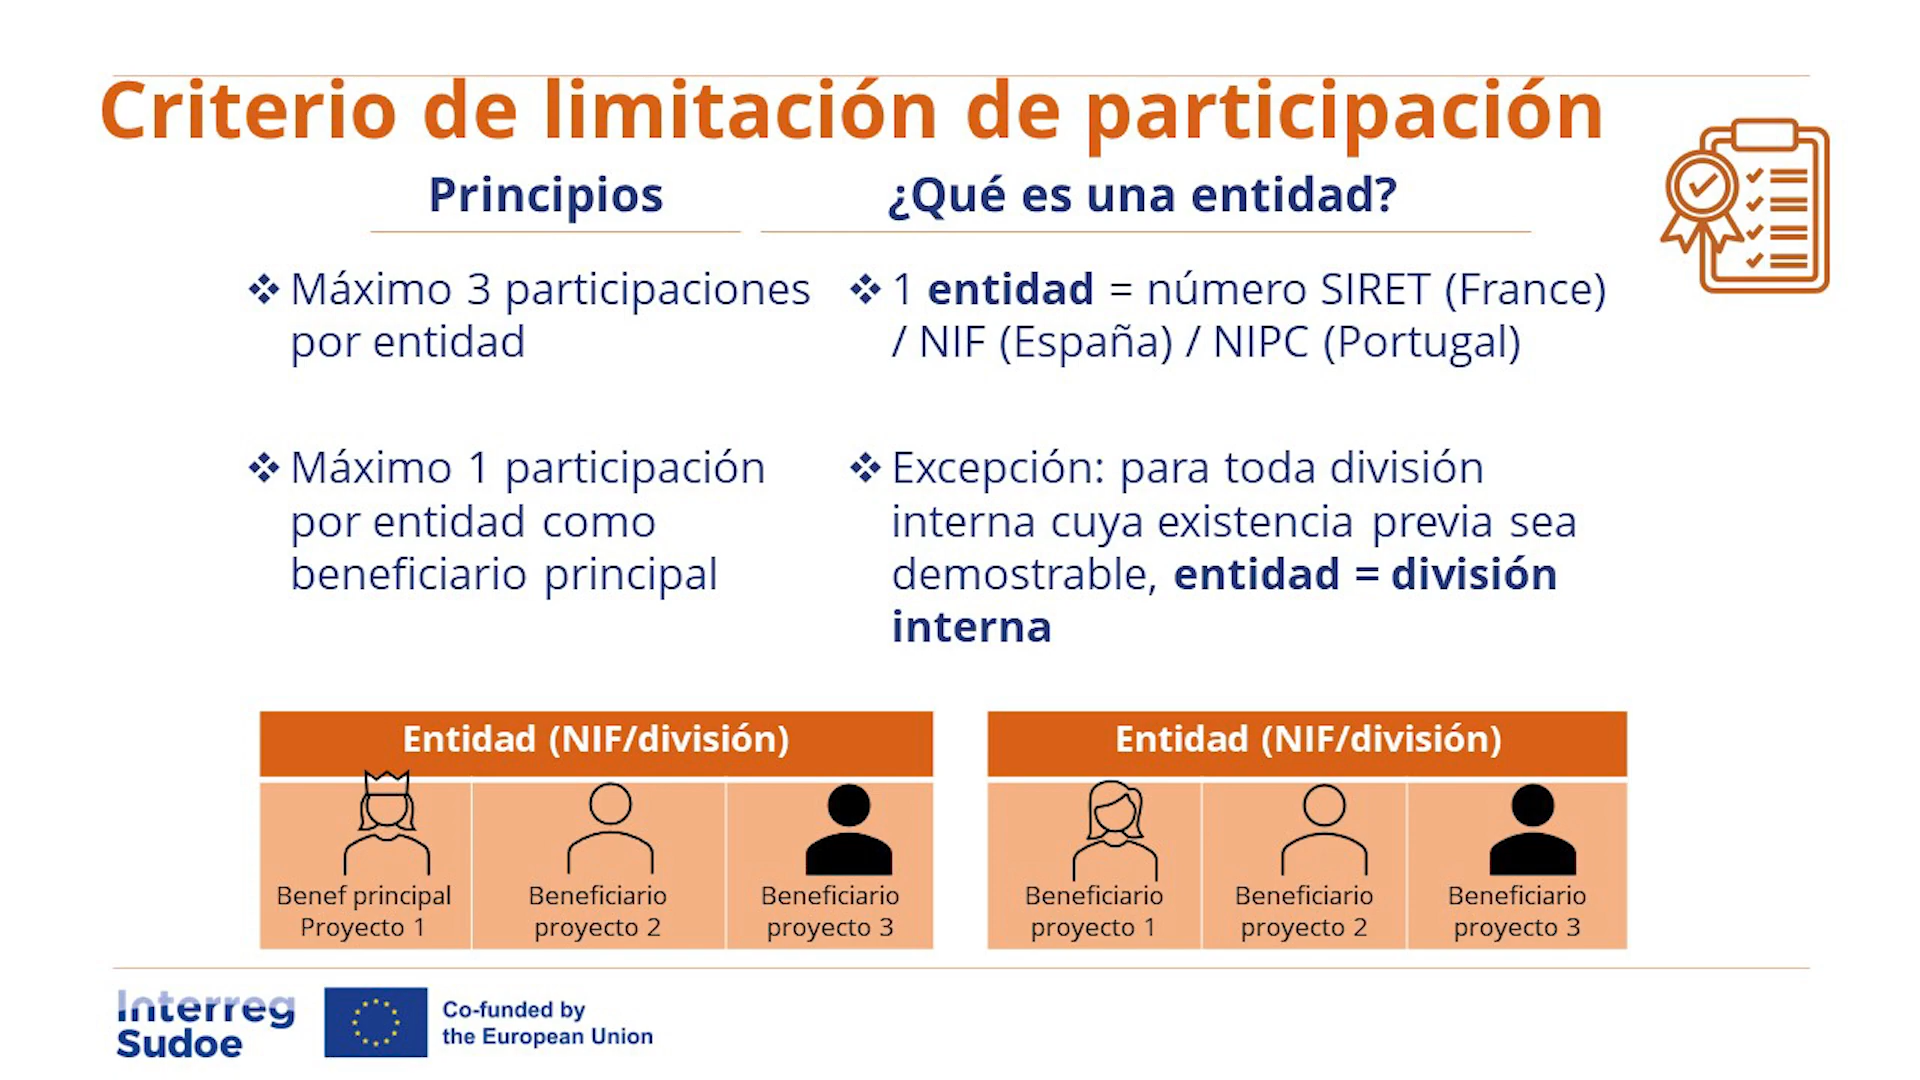 Criterio de limitación de participación
Principios
❖ Máximo 3 participaciones
por entidad
❖ Máximo 1 participación
por entidad como
beneficiario principal
¿Qué es una entidad?
❖ 1 entidad = número SIRET (France)
/ NIF (España) / NIPC (Portugal)
❖ Excepción: para toda división
interna cuya existencia previa sea
demostrable, entidad = división
interna
Entidad (NIF/división)
Benef principal
Proyecto 1
Beneficiario
proyecto 2
Beneficiario
proyecto 3
Entidad (NIF/división)
Beneficiario
proyecto 1
Beneficiario
proyecto 2
Beneficiario
proyecto 3
Interreg
Sudoe
Co-funded by
the European Union